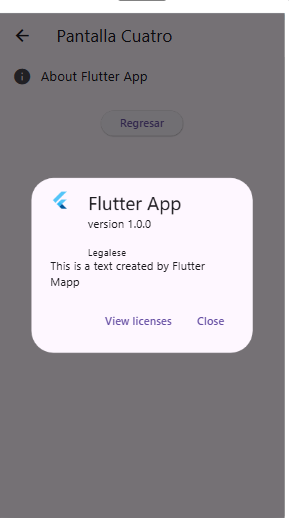 Pantalla Cuatro
About Flutter App
Regresar
Flutter App
version 1.0.0
Legalese
This is a text created by Flutter
Mapp
View licenses
Close